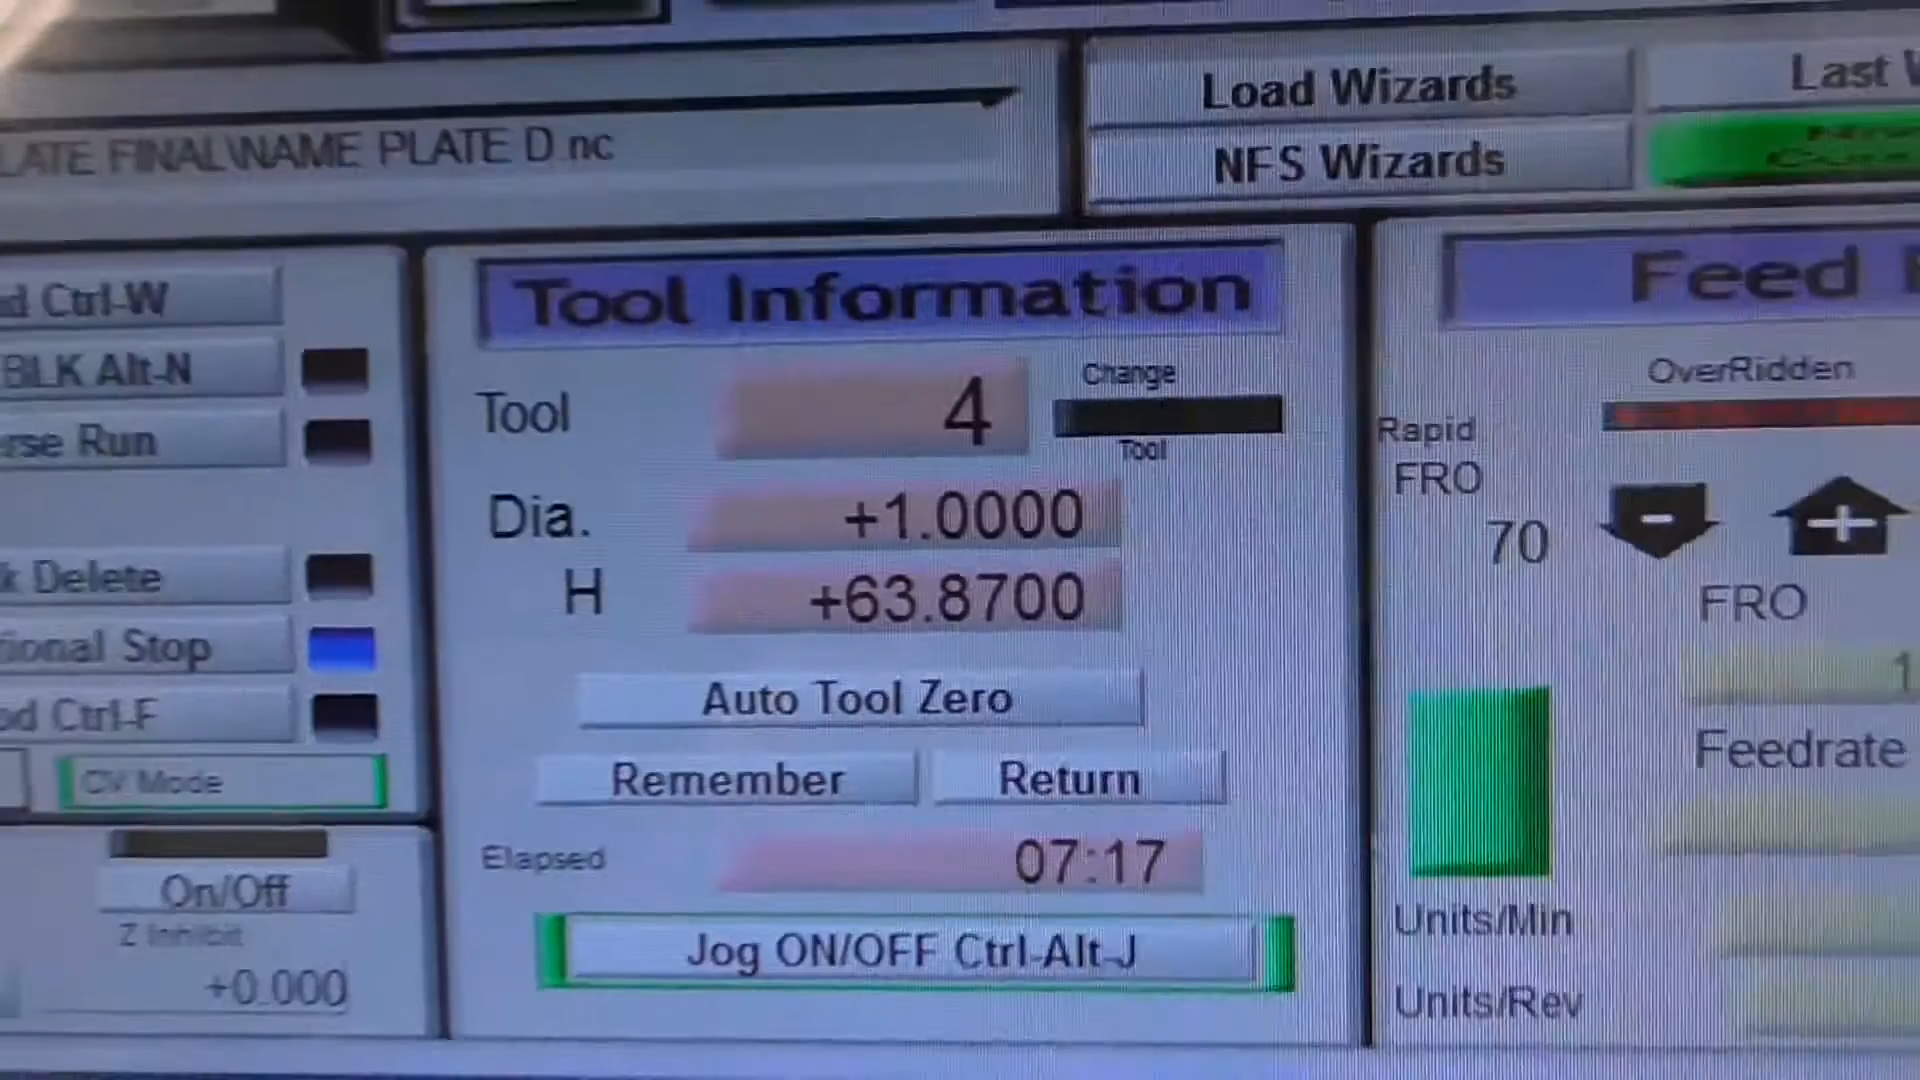 Load Wizards
Last
LATE FINAL\NAME PLATE D.nc
NFS Wizards
Tool Information
Feed
d Ctrl-W
BLK Alt-N
rse Run
k Delete
ional Stop
od Ctrl-F
CV Mode
On/Off
Z Inhibit
+0.000
Tool
4
Change
Tool
Dia.
+1.0000
H
+63.8700
Auto Tool Zero
Remember
Return
Elapsed
07:17
Jog ON/OFF Ctrl-Alt-J
OverRidden
Rapid
FRO
70
-
+
FRO
1
Feedrate
Units/Min
Units/Rev